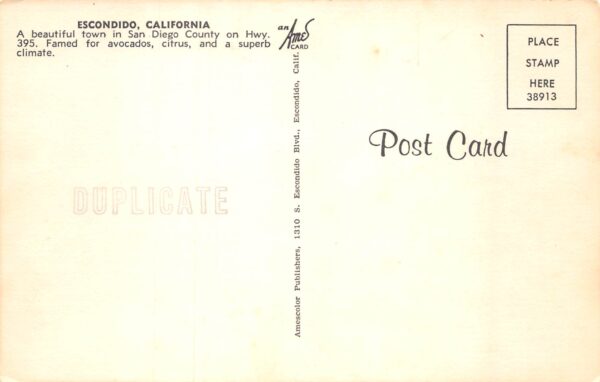 ESCONDIDO, CALIFORNIA
A beautiful town in San Diego County on Hwy.
395. Famed for avocados, citrus, and a superb
climate.
an
Ames
CARD
Amescolor Publishers, 1310 S. Escondido Blvd., Escondido, Calif.
PLACE
STAMP
HERE
38913
Post Card
DUPLICATE